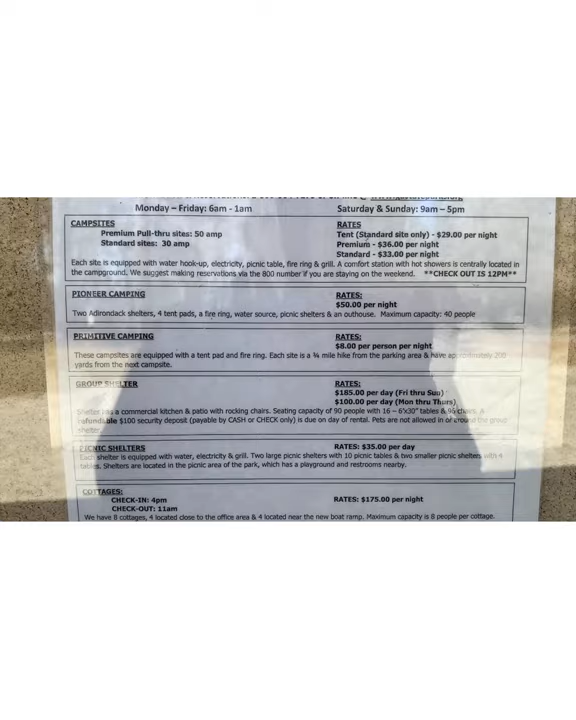 Monday – Friday: 6am - 1am Saturday & Sunday: 9am – 5pm
CAMPSITES RATES
Premium Pull-thru sites: 50 amp Tent (Standard site only) - $29.00 per night
Standard sites: 30 amp Premium - $36.00 per night
Standard - $33.00 per night
Each site is equipped with water hook-up, electricity, picnic table, fire ring & grill. A comfort station with hot showers is centrally located in
the campground. We suggest making reservations via the 800 number if you are staying on the weekend. **CHECK OUT IS 12PM**
PIONEER CAMPING RATES:
$50.00 per night
Two Adirondack shelters, 4 tent pads, a fire ring, water source, picnic shelters & an outhouse. Maximum capacity: 40 people
PRIMITIVE CAMPING RATES:
$8.00 per person per night
These campsites are equipped with a tent pad and fire ring. Each site is a ¾ mile hike from the parking area & have approximately 200
yards from the next campsite.
GROUP SHELTER RATES:
$185.00 per day (Fri thru Sun)
$100.00 per day (Mon thru Thurs)
Shelter has a commercial kitchen & patio with rocking chairs. Seating capacity of 90 people with 16 – 6'x30" tables & 96 chairs. A
refundable $100 security deposit (payable by CASH or CHECK only) is due on day of rental. Pets are not allowed in or around the group
shelter.
PICNIC SHELTERS RATES: $35.00 per day
Each shelter is equipped with water, electricity & grill. Two large picnic shelters with 10 picnic tables & two smaller picnic shelters with 4
tables. Shelters are located in the picnic area of the park, which has a playground and restrooms nearby.
COTTAGES:
CHECK-IN: 4pm RATES: $175.00 per night
CHECK-OUT: 11am
We have 8 cottages, 4 located close to the office area & 4 located near the new boat ramp. Maximum capacity is 8 people per cottage.